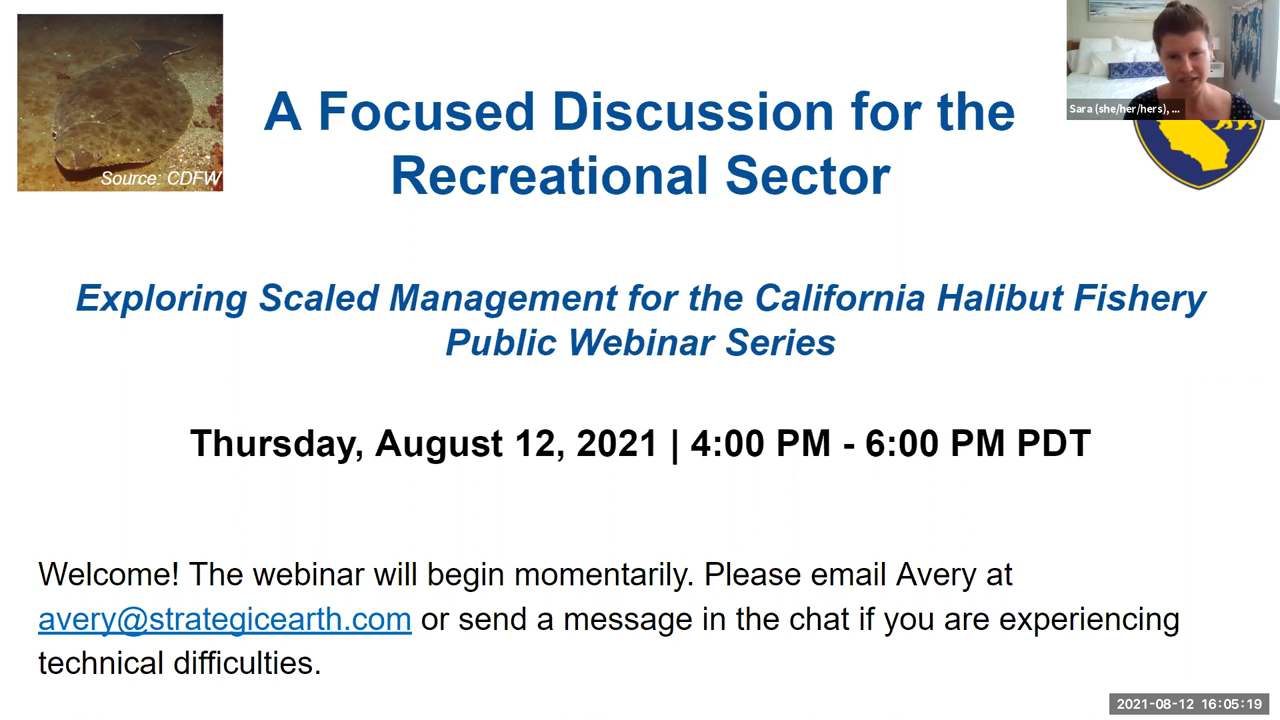 Source: CDFW
A Focused Discussion for the
Recreational Sector
Sara (she/her/hers), ...
Exploring Scaled Management for the California Halibut Fishery
Public Webinar Series
Thursday, August 12, 2021 | 4:00 PM - 6:00 PM PDT
Welcome! The webinar will begin momentarily. Please email Avery at
avery@strategicearth.com or send a message in the chat if you are experiencing
technical difficulties.
2021-08-12 16:05:19